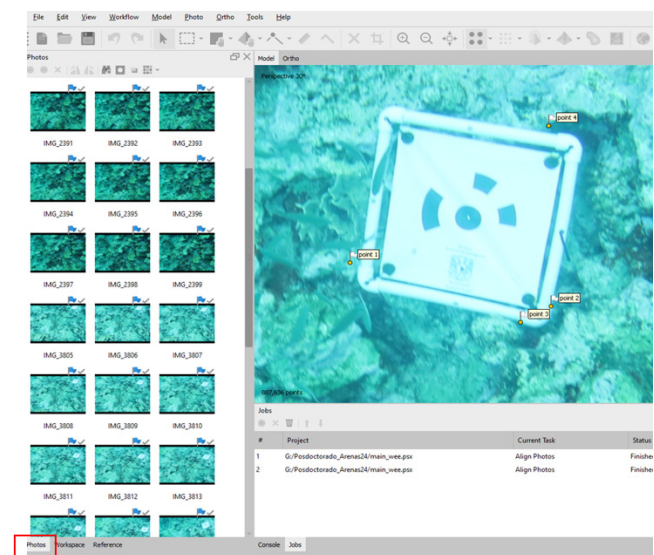 File Edit View Workflow Model Photo Ortho Tools Help
Photos
Model Ortho
Perspective 30°
IMG_2391 IMG_2392 IMG_2393
IMG_2394 IMG_2395 IMG_2396
IMG_2397 IMG_2398 IMG_2399
IMG_3805 IMG_3806 IMG_3807
IMG_3808 IMG_3809 IMG_3810
IMG_3811 IMG_3812 IMG_3813
point 4
point 1
point 2
point 3
points
Jobs
# Project Current Task Status
1 G:/Posdoctorado_Arenas24/main_wee.psx Align Photos Finished
2 G:/Posdoctorado_Arenas24/main_wee.psx Align Photos Finished
Photos Workspace Reference
Console Jobs